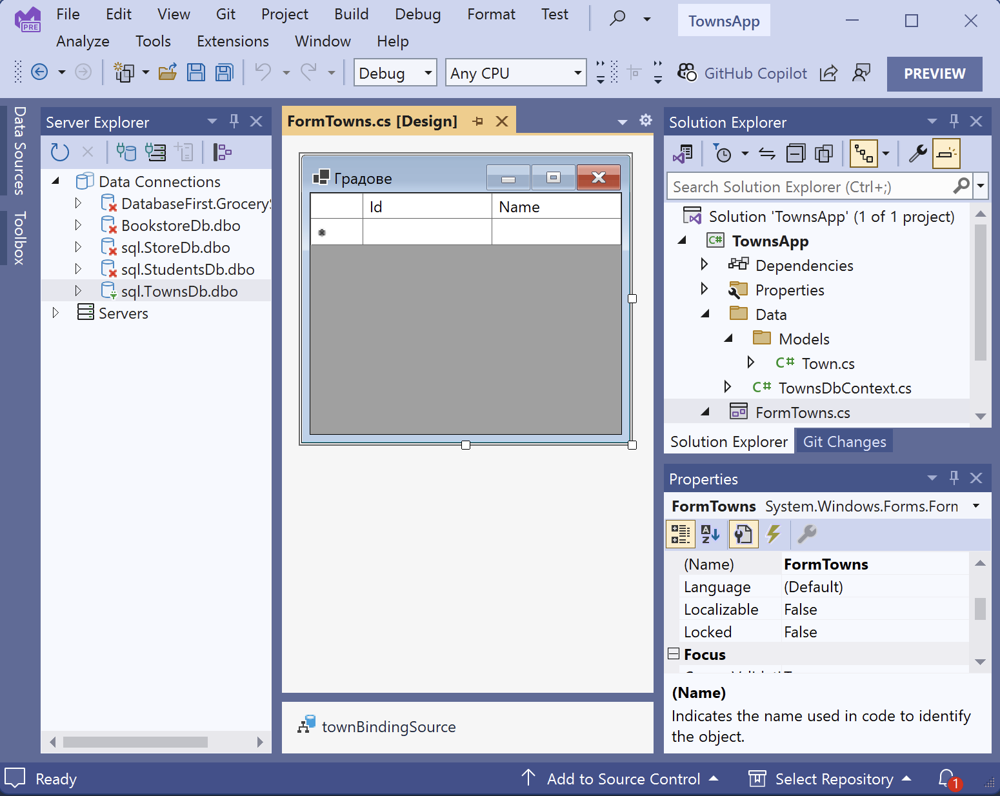 File Edit View Git Project Build Debug Format Test
TownsApp
Analyze Tools Extensions Window Help
PRE
Debug
Any CPU
GitHub Copilot
PREVIEW
Data Sources
Toolbox
Server Explorer
Data Connections
DatabaseFirst.Grocery
BookstoreDb.dbo
sql.StoreDb.dbo
sql.StudentsDb.dbo
sql.TownsDb.dbo
Servers
FormTowns.cs [Design]
Градове
Id Name
townBindingSource
Solution Explorer
Search Solution Explorer (Ctrl+;)
Solution 'TownsApp' (1 of 1 project)
C# TownsApp
Dependencies
Properties
Data
Models
C# Town.cs
C# TownsDbContext.cs
FormTowns.cs
Solution Explorer Git Changes
Properties
FormTowns System.Windows.Forms.Form
(Name) FormTowns
Language (Default)
Localizable False
Locked False
Focus
(Name)
Indicates the name used in code to identify
the object.
Ready
Add to Source Control
Select Repository
1